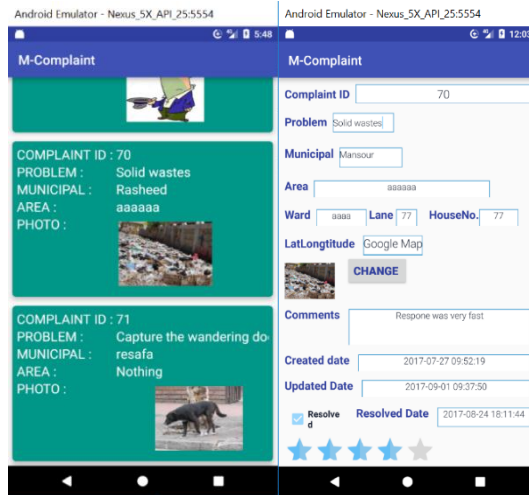 Android Emulator - Nexus_5X_API_25:5554
5:48
M-Complaint
COMPLAINT ID : 70
PROBLEM : Solid wastes
MUNICIPAL : Rasheed
AREA : aaaaaa
PHOTO :
COMPLAINT ID : 71
PROBLEM : Capture the wandering do
MUNICIPAL : resafa
AREA : Nothing
PHOTO :
Android Emulator - Nexus_5X_API_25:5554
12:03
M-Complaint
Complaint ID 70
Problem Solid wastes
Municipal Mansour
Area aaaaaa
Ward aaaa Lane 77 HouseNo. 77
LatLongtitude Google Map
CHANGE
Comments Respone was very fast
Created date 2017-07-27 09:52:19
Updated Date 2017-09-01 09:37:50
Resolve
d
Resolved Date 2017-08-24 18:11:44